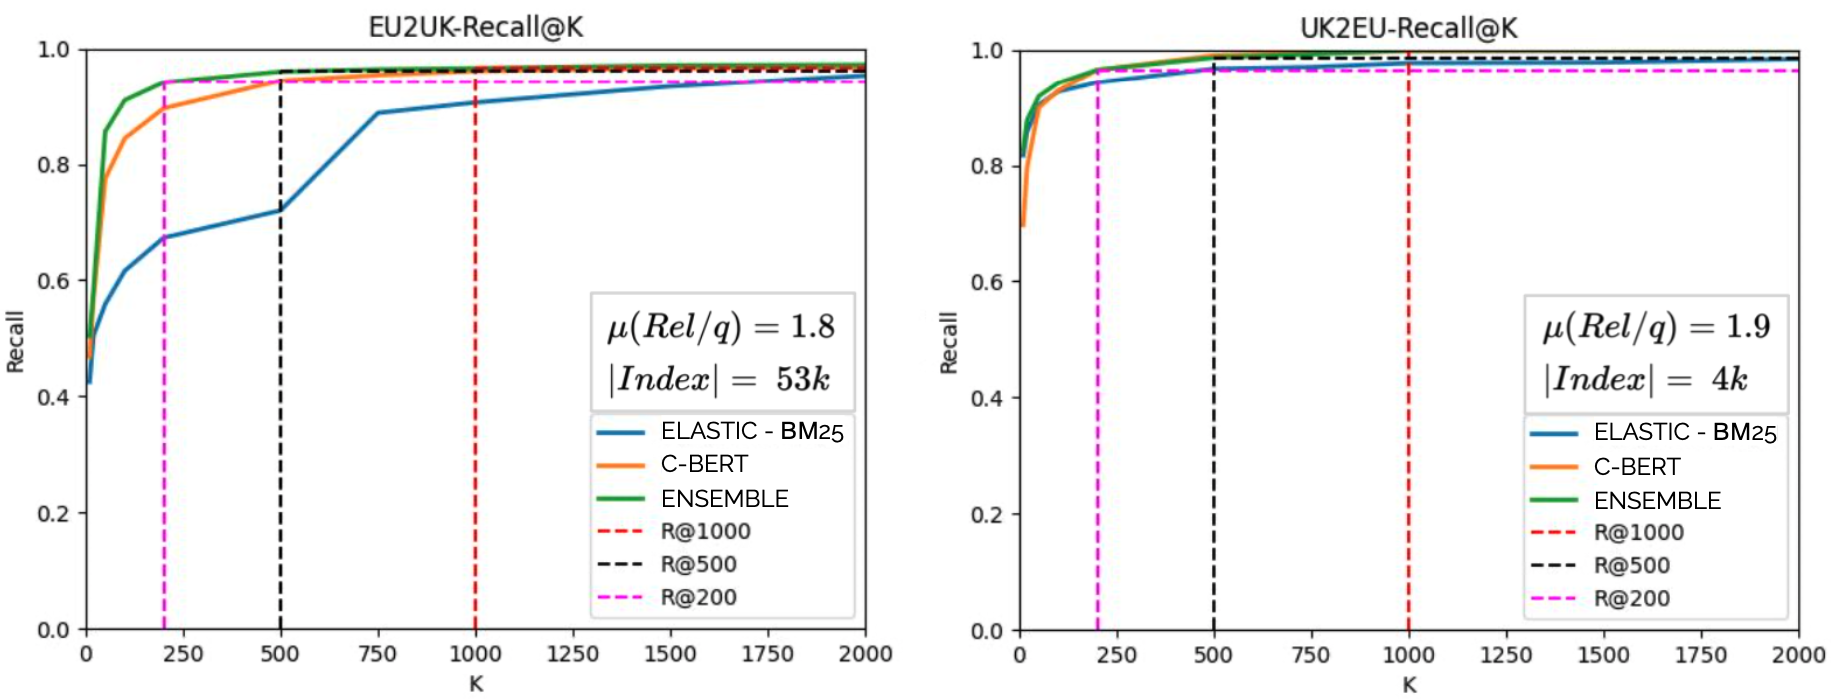 EU2UK-Recall@K
1.0
0.8
0.6
0.4
0.2
0.0
Recall
0 250 500 750 1000 1250 1500 1750 2000
K
μ(Rel/q) = 1.8
|Index| = 53k
ELASTIC - BM25
C-BERT
ENSEMBLE
R@1000
R@500
R@200
UK2EU-Recall@K
1.0
0.8
0.6
0.4
0.2
0.0
Recall
0 250 500 750 1000 1250 1500 1750 2000
K
μ(Rel/q) = 1.9
|Index| = 4k
ELASTIC - BM25
C-BERT
ENSEMBLE
R@1000
R@500
R@200